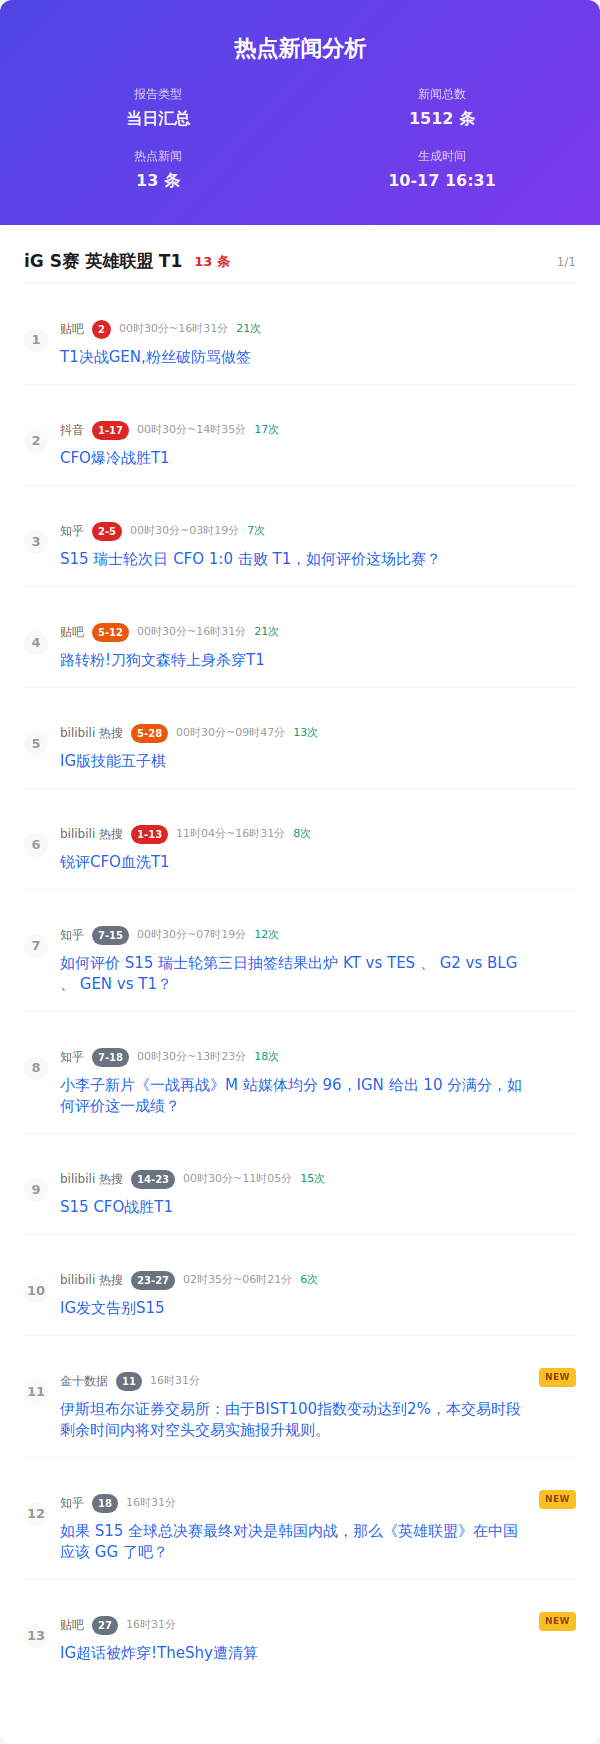 热点新闻分析
报告类型
当日汇总
新闻总数
1512 条
热点新闻
13 条
生成时间
10-17 16:31
iG S赛 英雄联盟 T1 13 条 1/1
1
贴吧 2 00时30分~16时31分 21次
T1决战GEN,粉丝破防骂做签
2
抖音 1-17 00时30分~14时35分 17次
CFO爆冷战胜T1
3
知乎 2-5 00时30分~03时19分 7次
S15 瑞士轮次日 CFO 1:0 击败 T1，如何评价这场比赛？
4
贴吧 5-12 00时30分~16时31分 21次
路转粉!刀狗文森特上身杀穿T1
5
bilibili 热搜 5-28 00时30分~09时47分 13次
IG版技能五子棋
6
bilibili 热搜 1-13 11时04分~16时31分 8次
锐评CFO血洗T1
7
知乎 7-15 00时30分~07时19分 12次
如何评价 S15 瑞士轮第三日抽签结果出炉 KT vs TES 、 G2 vs BLG
、 GEN vs T1？
8
知乎 7-18 00时30分~13时23分 18次
小李子新片《一战再战》M 站媒体均分 96，IGN 给出 10 分满分，如
何评价这一成绩？
9
bilibili 热搜 14-23 00时30分~11时05分 15次
S15 CFO战胜T1
10
bilibili 热搜 23-27 02时35分~06时21分 6次
IG发文告别S15
11
金十数据 11 16时31分 NEW
伊斯坦布尔证券交易所：由于BIST100指数变动达到2%，本交易时段
剩余时间内将对空头交易实施报升规则。
12
知乎 18 16时31分 NEW
如果 S15 全球总决赛最终对决是韩国内战，那么《英雄联盟》在中国
应该 GG 了吧？
13
贴吧 27 16时31分 NEW
IG超话被炸穿!TheShy遭清算